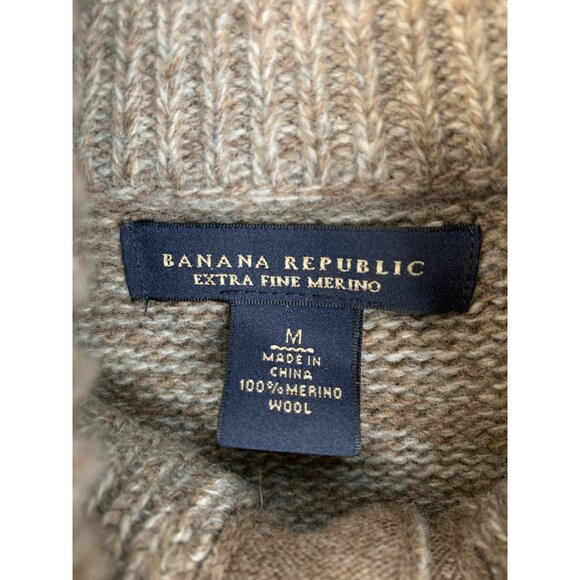 BANANA REPUBLIC
EXTRA FINE MERINO
M
MADE IN
CHINA
100% MERINO
WOOL